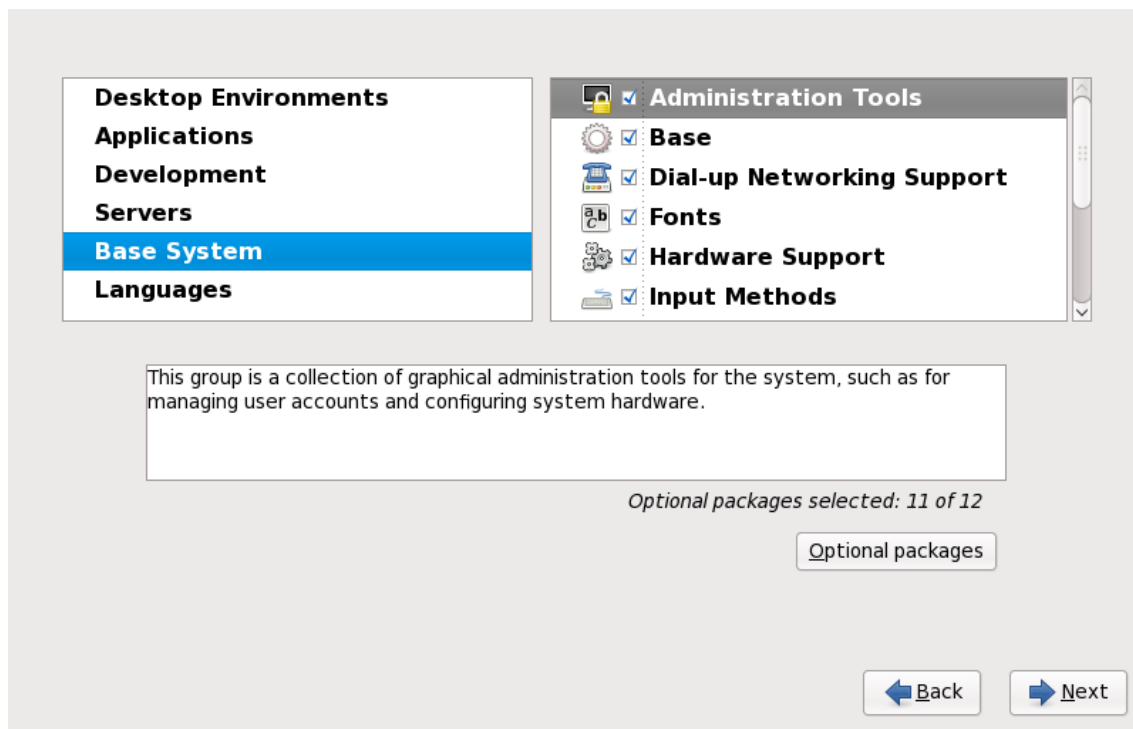 Desktop Environments
Applications
Development
Servers
Base System
Languages
Administration Tools
Base
Dial-up Networking Support
Fonts
Hardware Support
Input Methods
This group is a collection of graphical administration tools for the system, such as for
managing user accounts and configuring system hardware.
Optional packages selected: 11 of 12
Optional packages
Back
Next